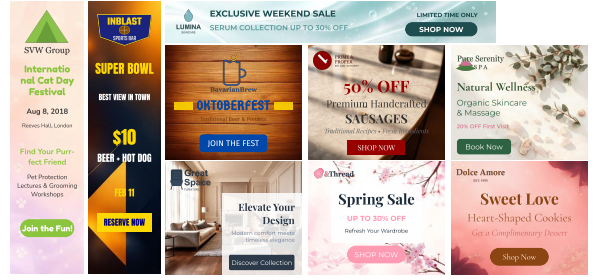 SVW Group
Internatio
nal Cat Day
Festival
Aug 8, 2018
Reeves Hall, London
Find Your Purr-
fect Friend
Pet Protection
Lectures & Grooming
Workshops
Join the Fun!
INBLAST
SPORTS BAR
SUPER BOWL
BEST VIEW IN TOWN
$10
BEER + HOT DOG
FEB 11
RESERVE NOW
LUMINA
SKINCARE
EXCLUSIVE WEEKEND SALE
SERUM COLLECTION UP TO 30% OFF
LIMITED TIME ONLY
SHOP NOW
BavarianBrew
OKTOBERFEST
Traditional Beer & Pretzels
JOIN THE FEST
PRIME &
PROPER
50% OFF
Premium Handcrafted
SAUSAGES
Traditional Recipes • Fresh Ingredients
SHOP NOW
Pure Serenity
SPA
Natural Wellness
Organic Skincare
& Massage
20% OFF First Visit
Book Now
Great
Space
Elevate Your
Design
Modern comfort meets
timeless elegance
Discover Collection
&Thread
Spring Sale
UP TO 30% OFF
Refresh Your Wardrobe
SHOP NOW
Dolce Amore
Sweet Love
Heart-Shaped Cookies
Get a Complimentary Dessert
Shop Now